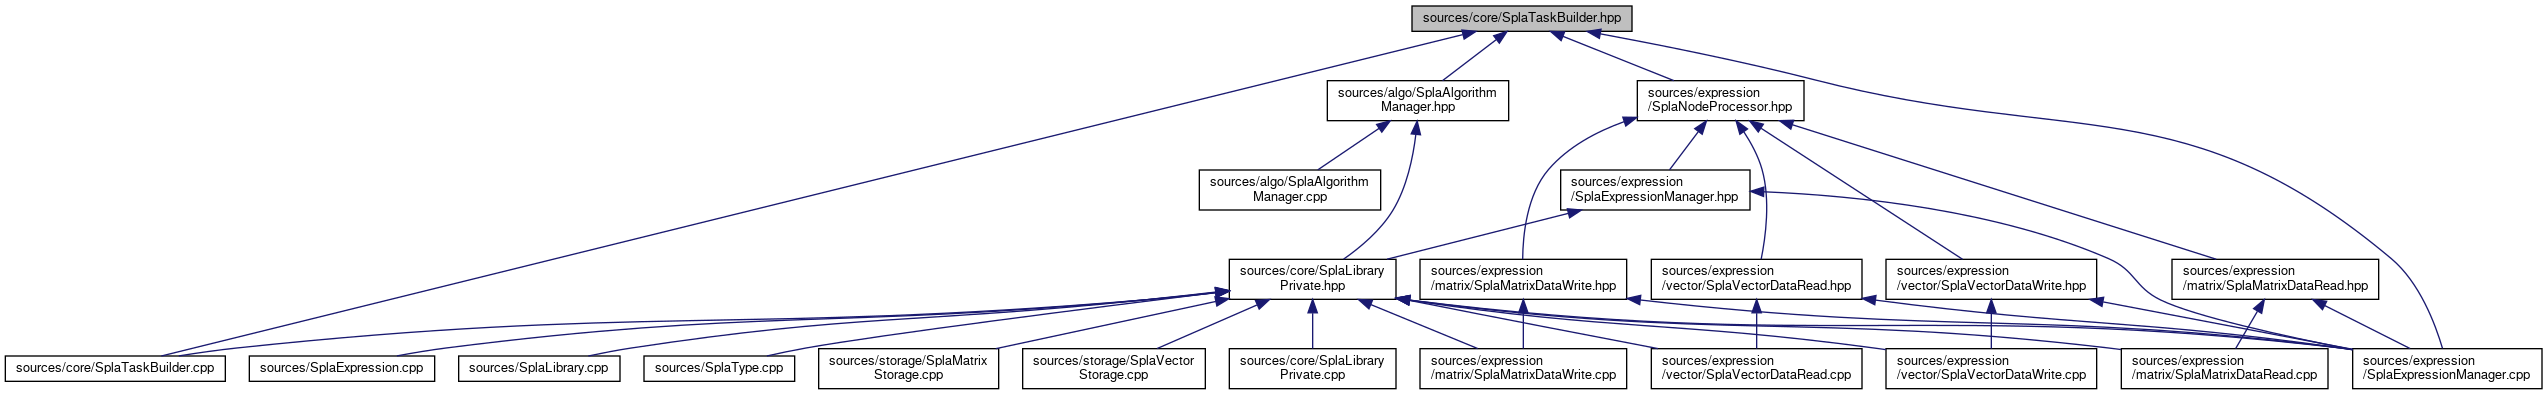 sources/core/SplaTaskBuilder.hpp
sources/algo/SplaAlgorithm
Manager.hpp
sources/expression
/SplaNodeProcessor.hpp
sources/algo/SplaAlgorithm
Manager.cpp
sources/expression
/SplaExpressionManager.hpp
sources/core/SplaLibrary
Private.hpp
sources/expression
/matrix/SplaMatrixDataWrite.hpp
sources/expression
/vector/SplaVectorDataRead.hpp
sources/expression
/vector/SplaVectorDataWrite.hpp
sources/expression
/matrix/SplaMatrixDataRead.hpp
sources/core/SplaTaskBuilder.cpp
sources/SplaExpression.cpp
sources/SplaLibrary.cpp
sources/SplaType.cpp
sources/storage/SplaMatrix
Storage.cpp
sources/storage/SplaVector
Storage.cpp
sources/core/SplaLibrary
Private.cpp
sources/expression
/matrix/SplaMatrixDataWrite.cpp
sources/expression
/vector/SplaVectorDataRead.cpp
sources/expression
/vector/SplaVectorDataWrite.cpp
sources/expression
/matrix/SplaMatrixDataRead.cpp
sources/expression
/SplaExpressionManager.cpp